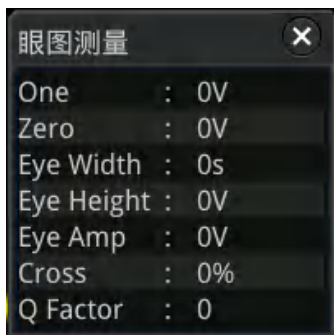 眼图测量
One : 0V
Zero : 0V
Eye Width : 0s
Eye Height : 0V
Eye Amp : 0V
Cross : 0%
Q Factor : 0